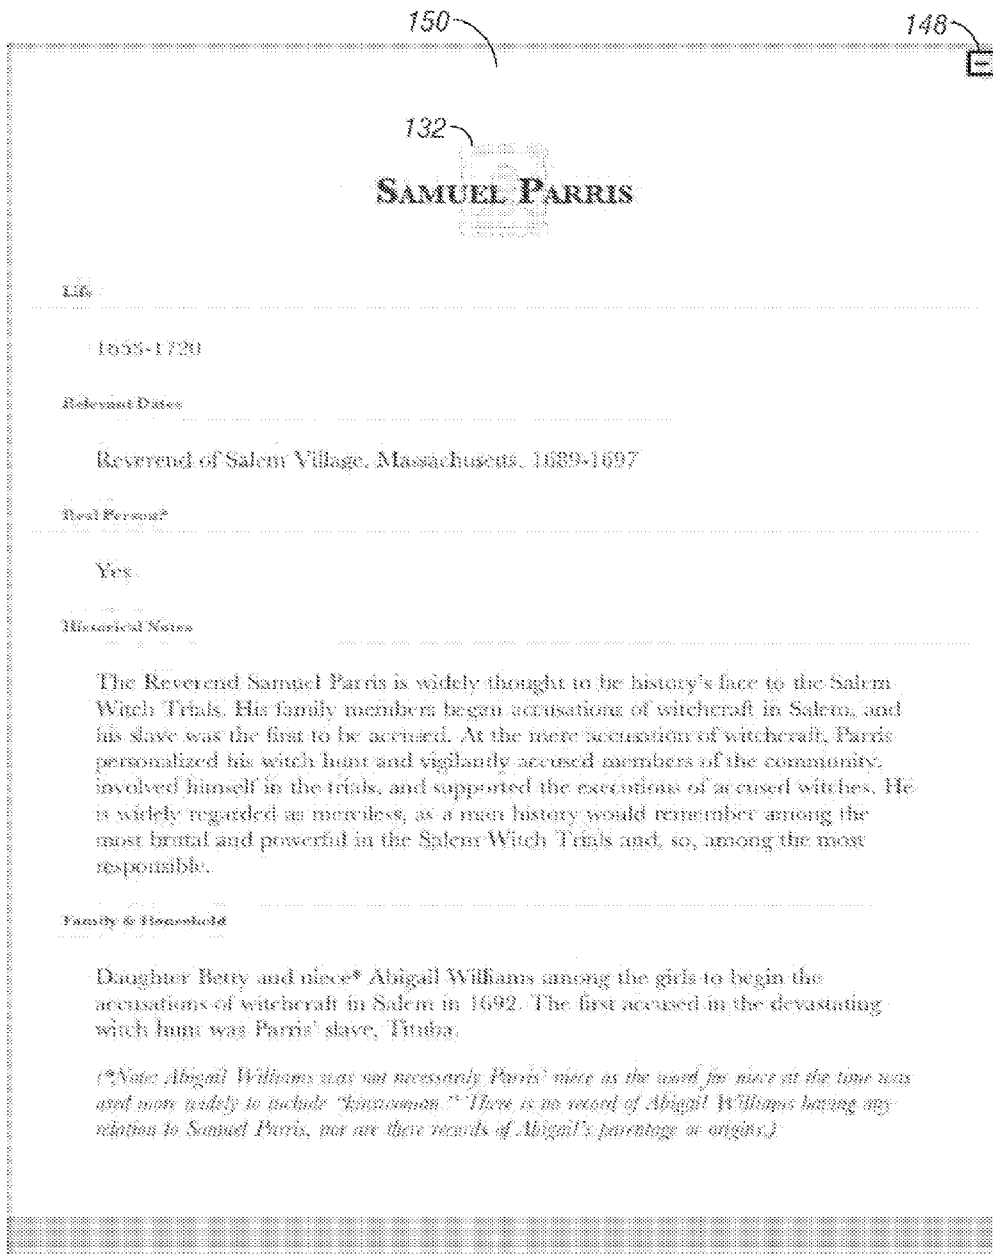 150
148
132
SAMUEL PARRIS
Life
1653-1720
Relevant Dates
Reverend of Salem Village, Massachusetts, 1689-1697
Real Person?
Yes
Historical Notes
The Reverend Samuel Parris is widely thought to be history's face to the Salem
Witch Trials. His family members began accusations of witchcraft in Salem, and
his slave was the first to be accused. At the mere accusation of witchcraft, Parris
personalized his witch hunt and vigilantly accused members of the community,
involved himself in the trials, and supported the executions of accused witches. He
is widely regarded as merciless, as a man history would remember among the
most brutal and powerful in the Salem Witch Trials and, so, among the most
responsible.
Family & Household
Daughter Betty and niece* Abigail Williams among the girls to begin the
accusations of witchcraft in Salem in 1692. The first accused in the devastating
witch hunt was Parris' slave, Tituba.
(*Note: Abigail Williams was not necessarily Parris' niece as the word for niece at the time was
used more widely to include "kinswoman." There is no record of Abigail Williams having any
relation to Samuel Parris, nor are there records of Abigail's parentage or origins.)